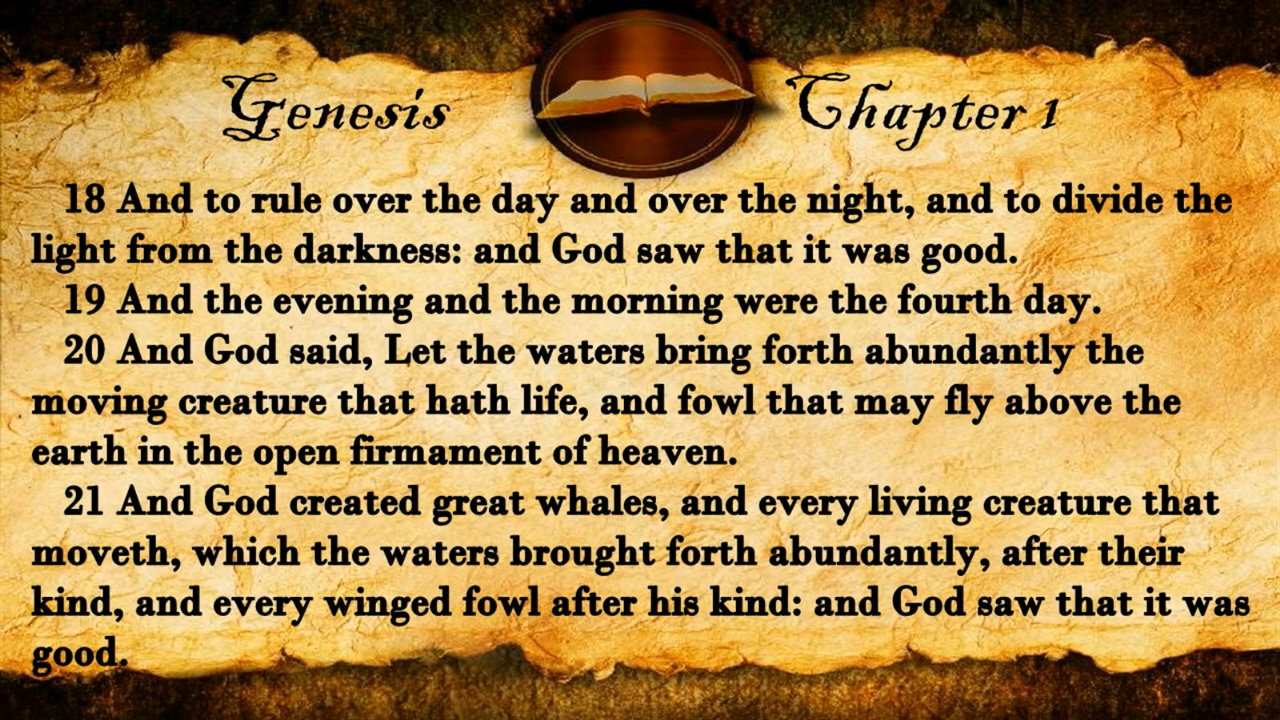 Genesis Chapter 1
18 And to rule over the day and over the night, and to divide the
light from the darkness: and God saw that it was good.
19 And the evening and the morning were the fourth day.
20 And God said, Let the waters bring forth abundantly the
moving creature that hath life, and fowl that may fly above the
earth in the open firmament of heaven.
21 And God created great whales, and every living creature that
moveth, which the waters brought forth abundantly, after their
kind, and every winged fowl after his kind: and God saw that it was
good.